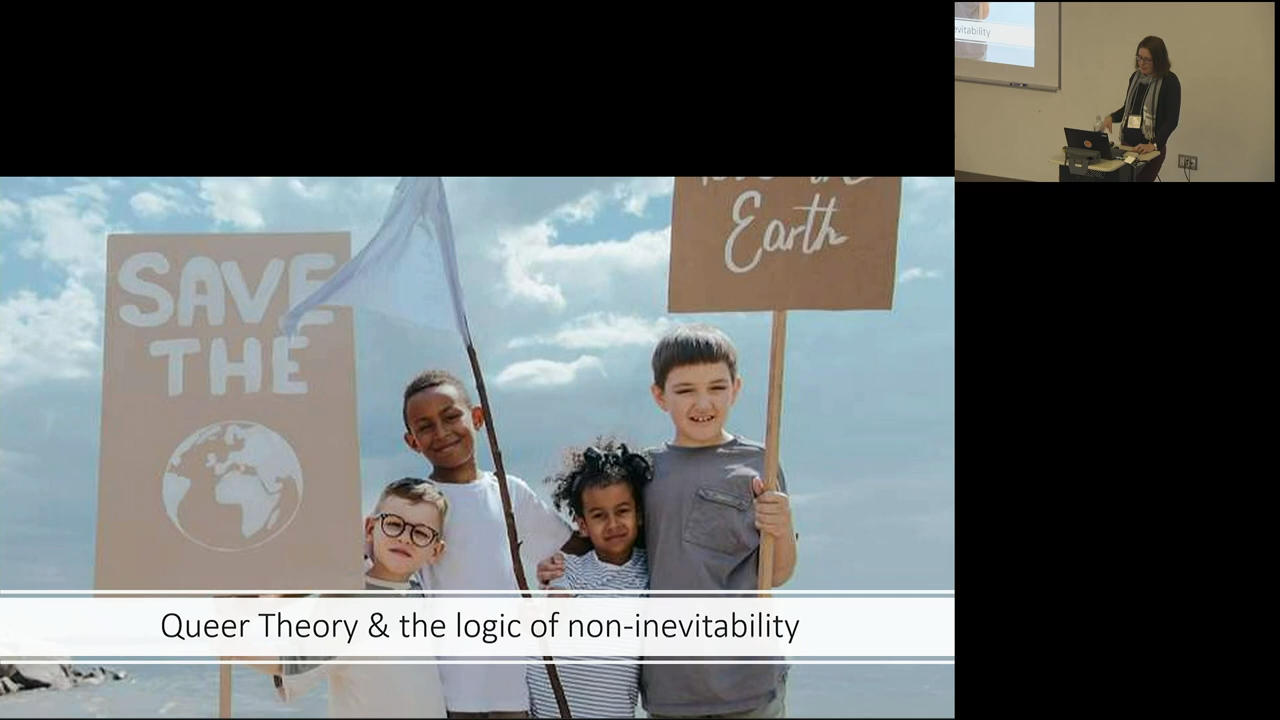 SAVE
THE
Earth
Queer Theory & the logic of non-inevitability